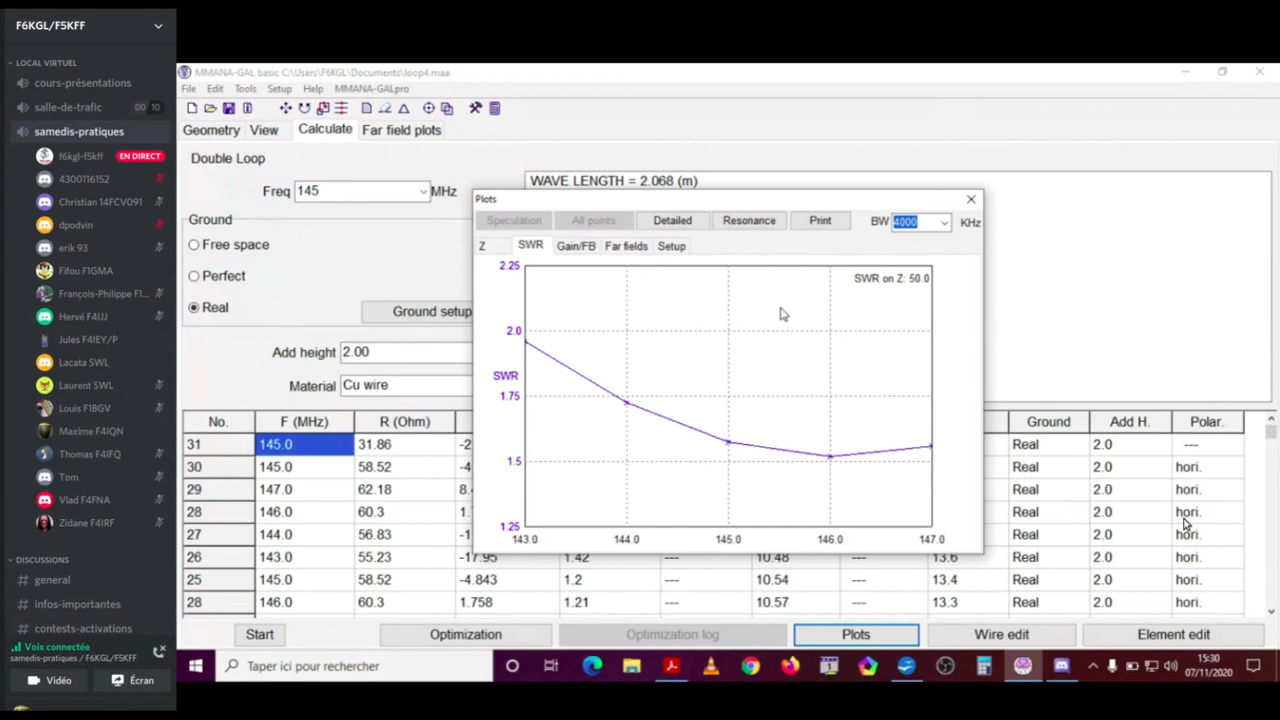 F6KGL/F5KFF
LOCAL VIRTUEL
cours-présentations
salle-de-trafic 00 10
samedis-pratiques
f6kgl-f5kff EN DIRECT
4300116152
Christian 14FCV091
dpodvin
erik 93
Fifou F1GMA
François-Philippe F1...
Hervé F4IJJ
Jules F4IEY/P
Lacata SWL
Laurent SWL
Louis F1BGV
Maxime F4IQN
Thomas F4IFQ
Tom
Vlad F4FNA
Zidane F4IRF
DISCUSSIONS
# general
# infos-importantes
# contests-activations
Voix connectée
samedis-pratiques / F6KGL/F5KFF
Vidéo Écran
MMANA-GAL basic C:\Users\F6KGL\Documents\loop4.maa
File Edit Tools Setup Help MMANA-GALpro
Geometry View Calculate Far field plots
Double Loop
Freq 145 MHz
WAVE LENGTH = 2.068 (m)
Ground
Free space
Perfect
Real
Ground setup
Add height 2.00
Material Cu wire
Plots
Speculation All points Detailed Resonance Print BW 4000 KHz
Z SWR Gain/FB Far fields Setup
SWR on Z: 50.0
2.25
2.0
SWR
1.75
1.5
1.25
143.0 144.0 145.0 146.0 147.0
No. F (MHz) R (Ohm) Ground Add H. Polar.
31 145.0 31.86 -2 Real 2.0 ---
30 145.0 58.52 -4 Real 2.0 hori.
29 147.0 62.18 8. Real 2.0 hori.
28 146.0 60.3 1. Real 2.0 hori.
27 144.0 56.83 -1 Real 2.0 hori.
26 143.0 55.23 -17.95 1.42 --- 10.48 --- 13.6 Real 2.0 hori.
25 145.0 58.52 -4.843 1.2 --- 10.54 --- 13.4 Real 2.0 hori.
28 146.0 60.3 1.758 1.21 --- 10.57 --- 13.3 Real 2.0 hori.
Start Optimization Optimization log Plots Wire edit Element edit
Taper ici pour rechercher
15:30
07/11/2020